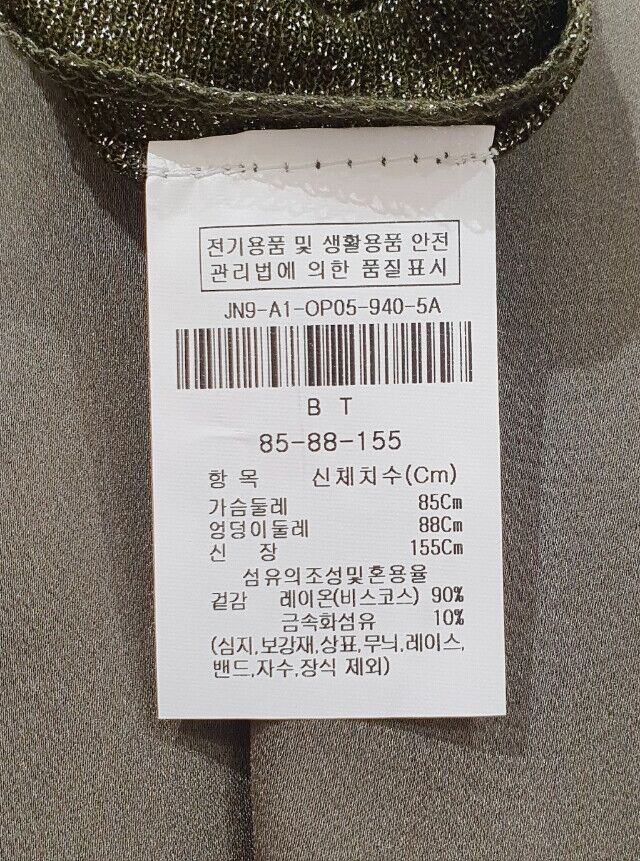 전기용품 및 생활용품 안전
관리법에 의한 품질표시
JN9-A1-OP05-940-5A
B T
85-88-155
항 목 신체치수(Cm)
가슴둘레 85Cm
엉덩이둘레 88Cm
신 장 155Cm
섬유의조성및혼용율
겉감 레이온(비스코스) 90%
금속화섬유 10%
(심지,보강재,상표,무늬,레이스,
밴드,자수,장식 제외)